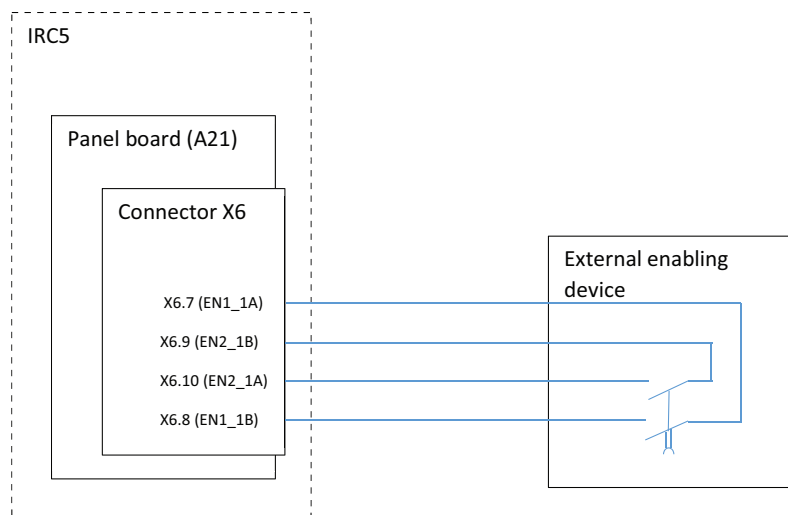 IRC5
Panel board (A21)
Connector X6
External enabling
device
X6.7 (EN1_1A)
X6.9 (EN2_1B)
X6.10 (EN2_1A)
X6.8 (EN1_1B)